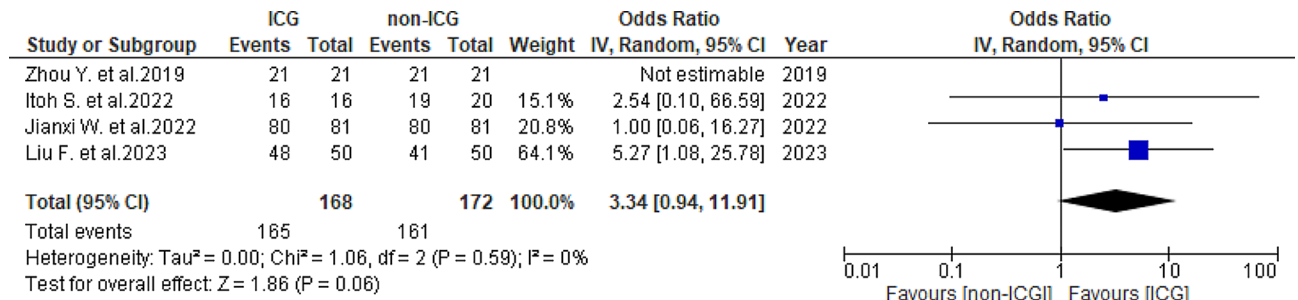 ICG non-ICG Odds Ratio Odds Ratio
Study or Subgroup Events Total Events Total Weight IV, Random, 95% CI Year IV, Random, 95% CI
Zhou Y. et al.2019 21 21 21 21 Not estimable 2019
Itoh S. et al.2022 16 16 19 20 15.1% 2.54 [0.10, 66.59] 2022
Jianxi W. et al.2022 80 81 80 81 20.8% 1.00 [0.06, 16.27] 2022
Liu F. et al.2023 48 50 41 50 64.1% 5.27 [1.08, 25.78] 2023
Total (95% CI) 168 172 100.0% 3.34 [0.94, 11.91]
Total events 165 161
Heterogeneity: Tau² = 0.00; Chi² = 1.06, df = 2 (P = 0.59); I² = 0%
Test for overall effect: Z = 1.86 (P = 0.06)
0.01 0.1 1 10 100
Favours [non-ICG] Favours [ICG]